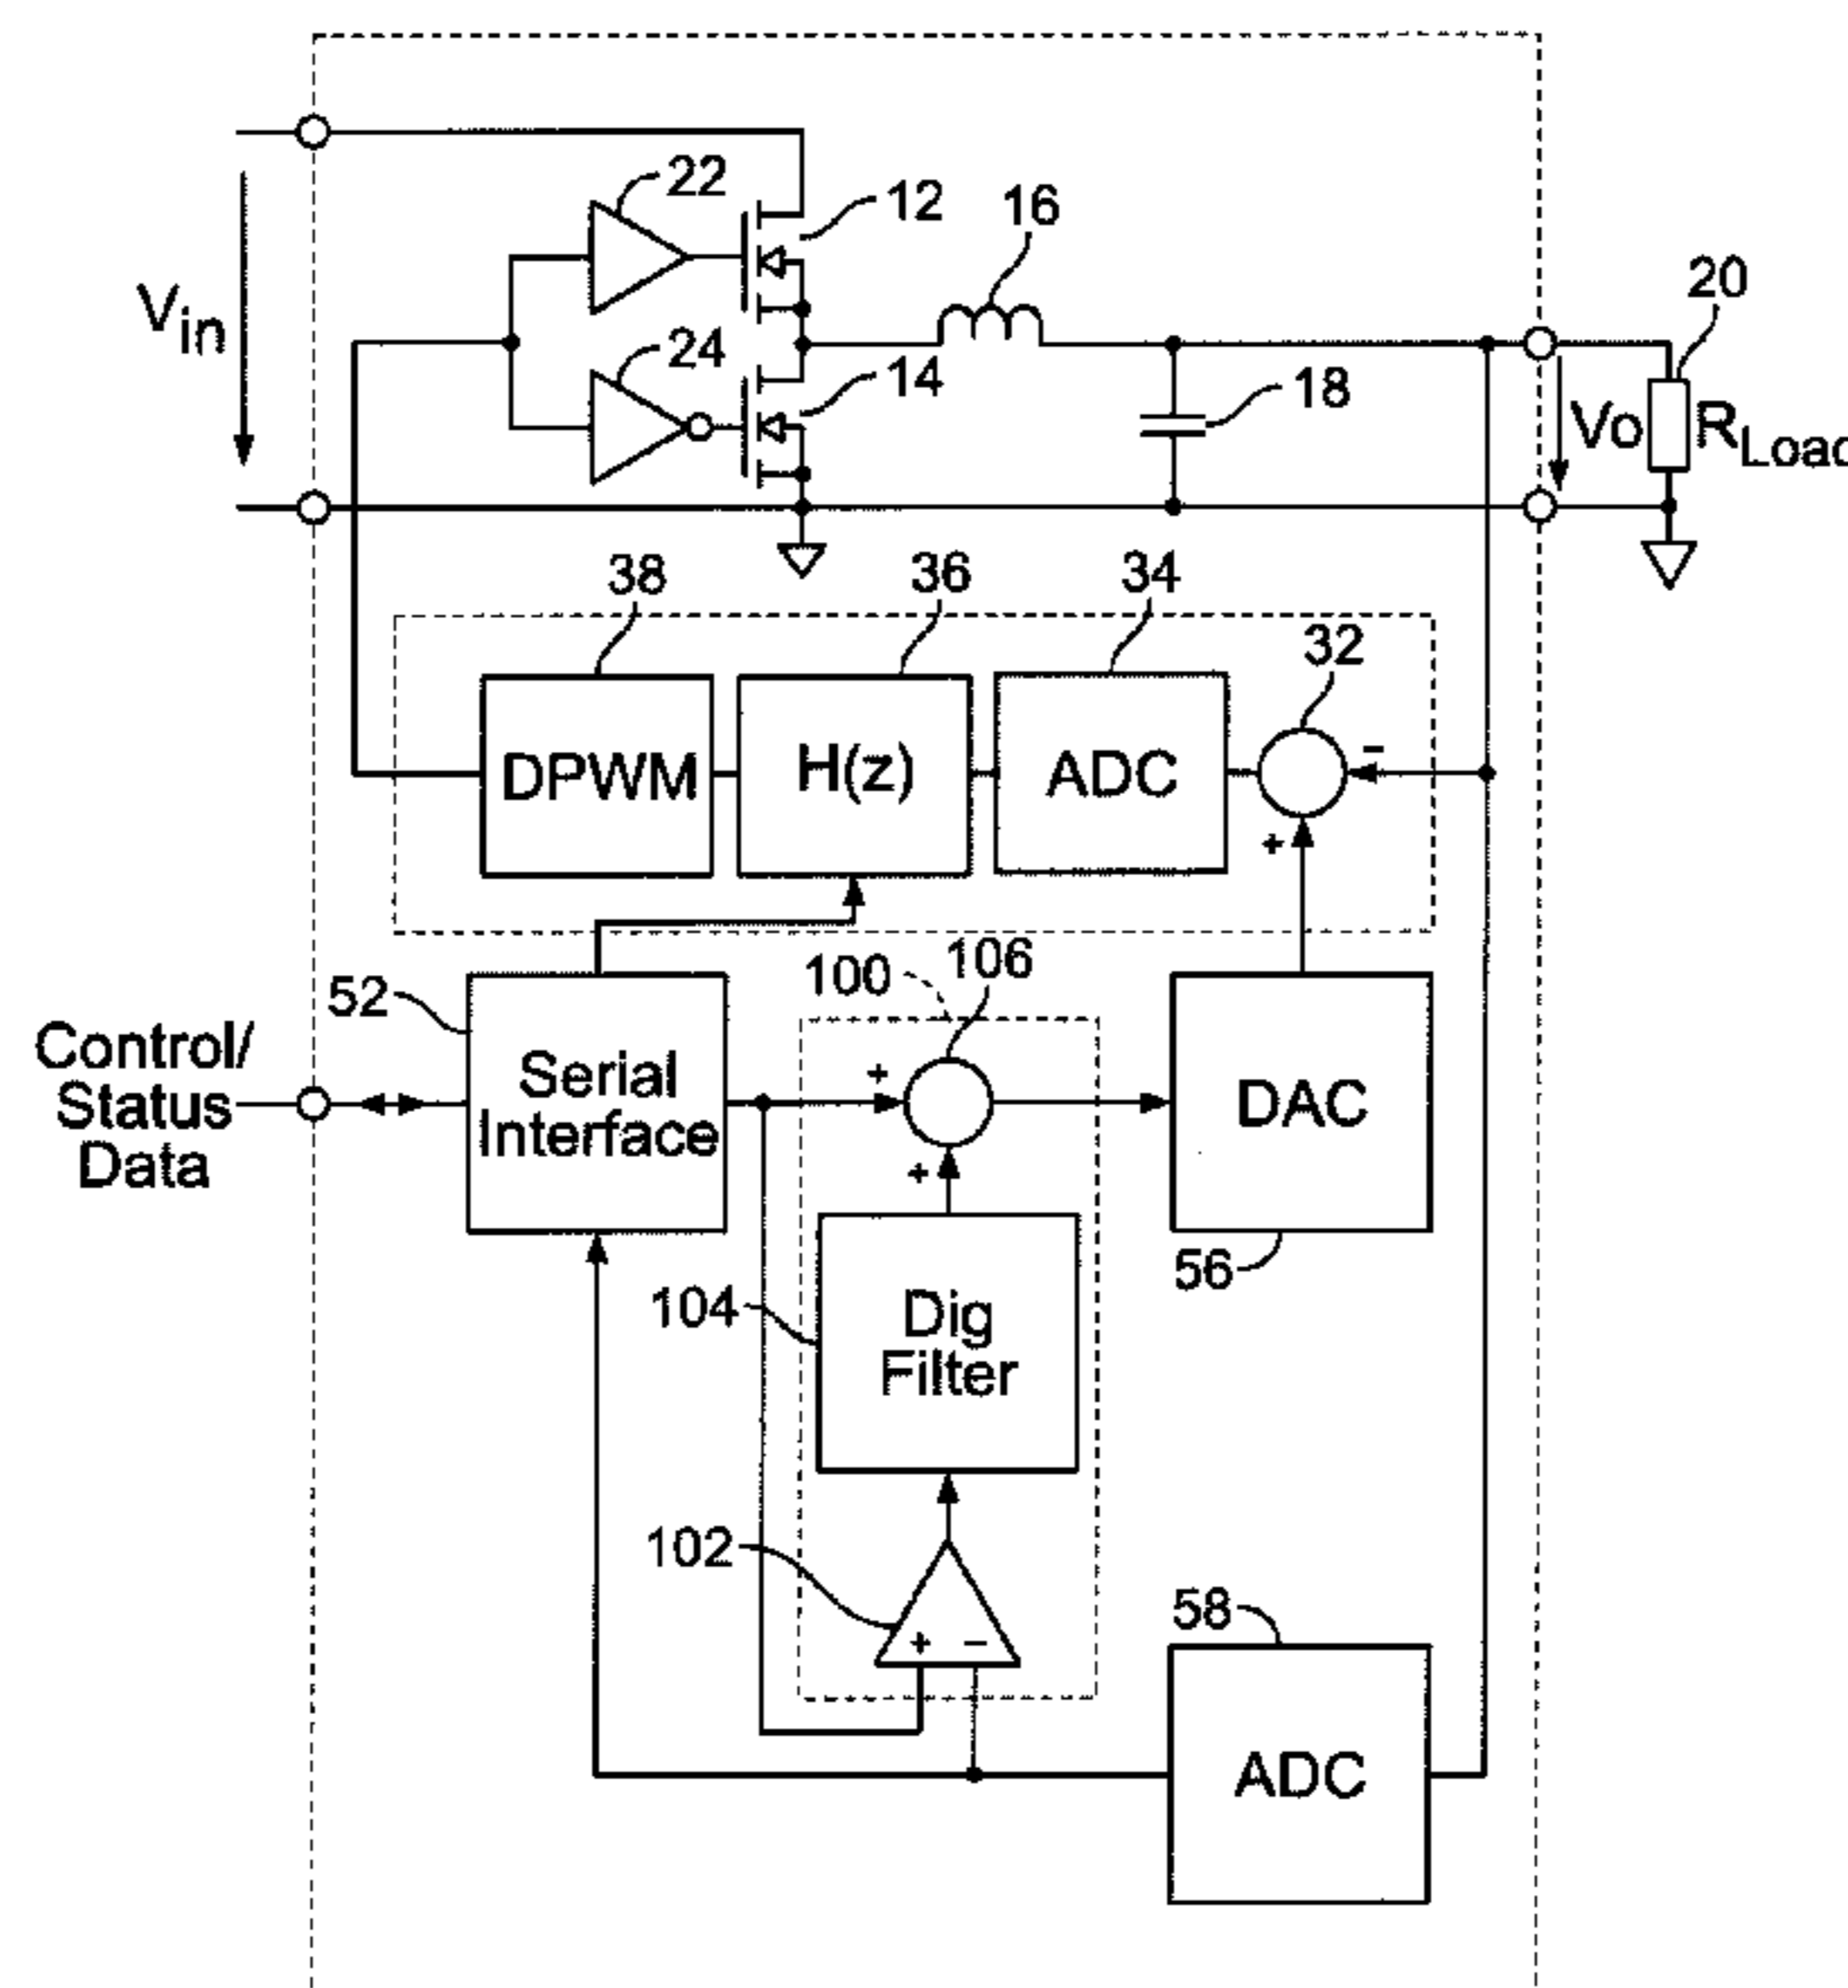 22
12
16
20
Vin
24
14
18
Vo
RLoad
38
36
34
32
DPWM
H(z)
ADC
-
+
52
100
106
Control/
Status
Data
Serial
Interface
+
+
DAC
56
104
Dig
Filter
102
+ −
58
ADC